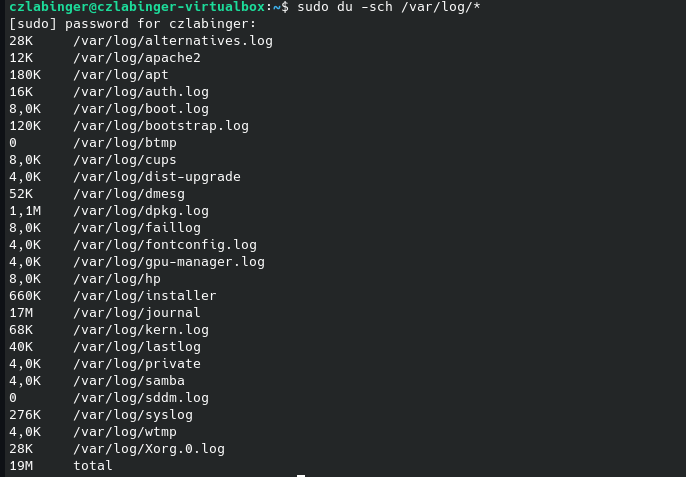 czlabinger@czlabinger-virtualbox:~$ sudo du -sch /var/log/*
[sudo] password for czlabinger:
28K     /var/log/alternatives.log
12K     /var/log/apache2
180K    /var/log/apt
16K     /var/log/auth.log
8,0K    /var/log/boot.log
120K    /var/log/bootstrap.log
0       /var/log/btmp
8,0K    /var/log/cups
4,0K    /var/log/dist-upgrade
52K     /var/log/dmesg
1,1M    /var/log/dpkg.log
8,0K    /var/log/faillog
4,0K    /var/log/fontconfig.log
4,0K    /var/log/gpu-manager.log
8,0K    /var/log/hp
660K    /var/log/installer
17M     /var/log/journal
68K     /var/log/kern.log
40K     /var/log/lastlog
4,0K    /var/log/private
4,0K    /var/log/samba
0       /var/log/sddm.log
276K    /var/log/syslog
4,0K    /var/log/wtmp
28K     /var/log/Xorg.0.log
19M     total